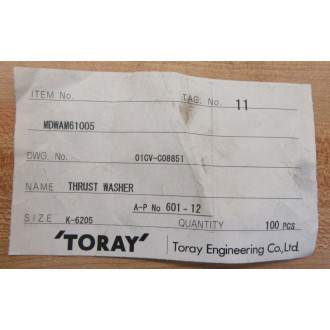 ITEM No. TAG. No. 11
MDWAM61005
DWG. No. 01CV-C08851
NAME THRUST WASHER
A-P No 601-12
SIZE K-6205 QUANTITY 100 PCS
'TORAY' Toray Engineering Co,Ltd.